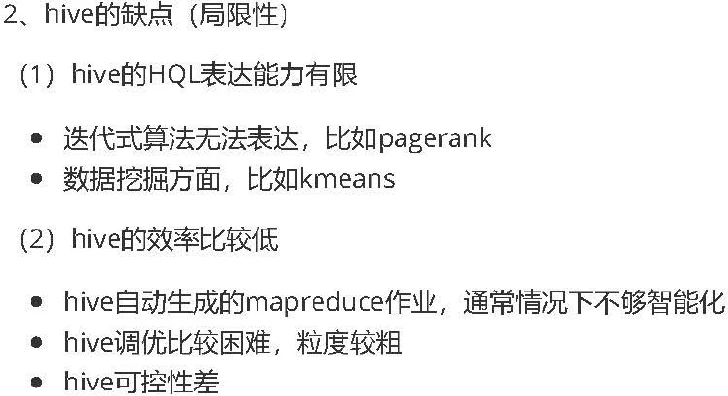 2、hive的缺点（局限性）
（1）hive的HQL表达能力有限
● 迭代式算法无法表达，比如pagerank
● 数据挖掘方面，比如kmeans
（2）hive的效率比较低
● hive自动生成的mapreduce作业，通常情况下不够智能化
● hive调优比较困难，粒度较粗
● hive可控性差